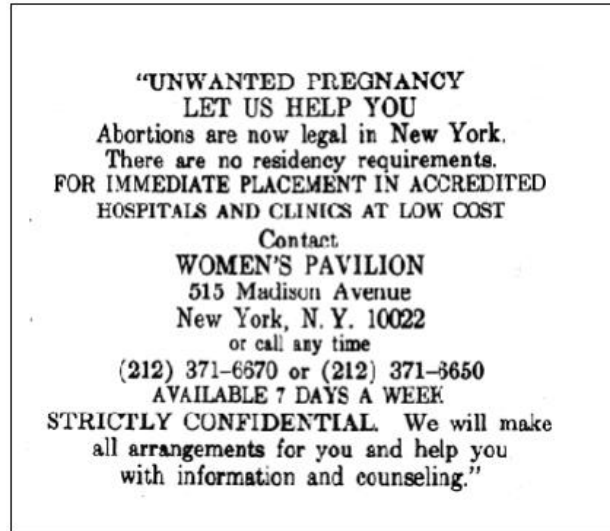 "UNWANTED PREGNANCY
LET US HELP YOU
Abortions are now legal in New York.
There are no residency requirements.
FOR IMMEDIATE PLACEMENT IN ACCREDITED
HOSPITALS AND CLINICS AT LOW COST
Contact
WOMEN'S PAVILION
515 Madison Avenue
New York, N. Y. 10022
or call any time
(212) 371-6670 or (212) 371-6650
AVAILABLE 7 DAYS A WEEK
STRICTLY CONFIDENTIAL. We will make
all arrangements for you and help you
with information and counseling."